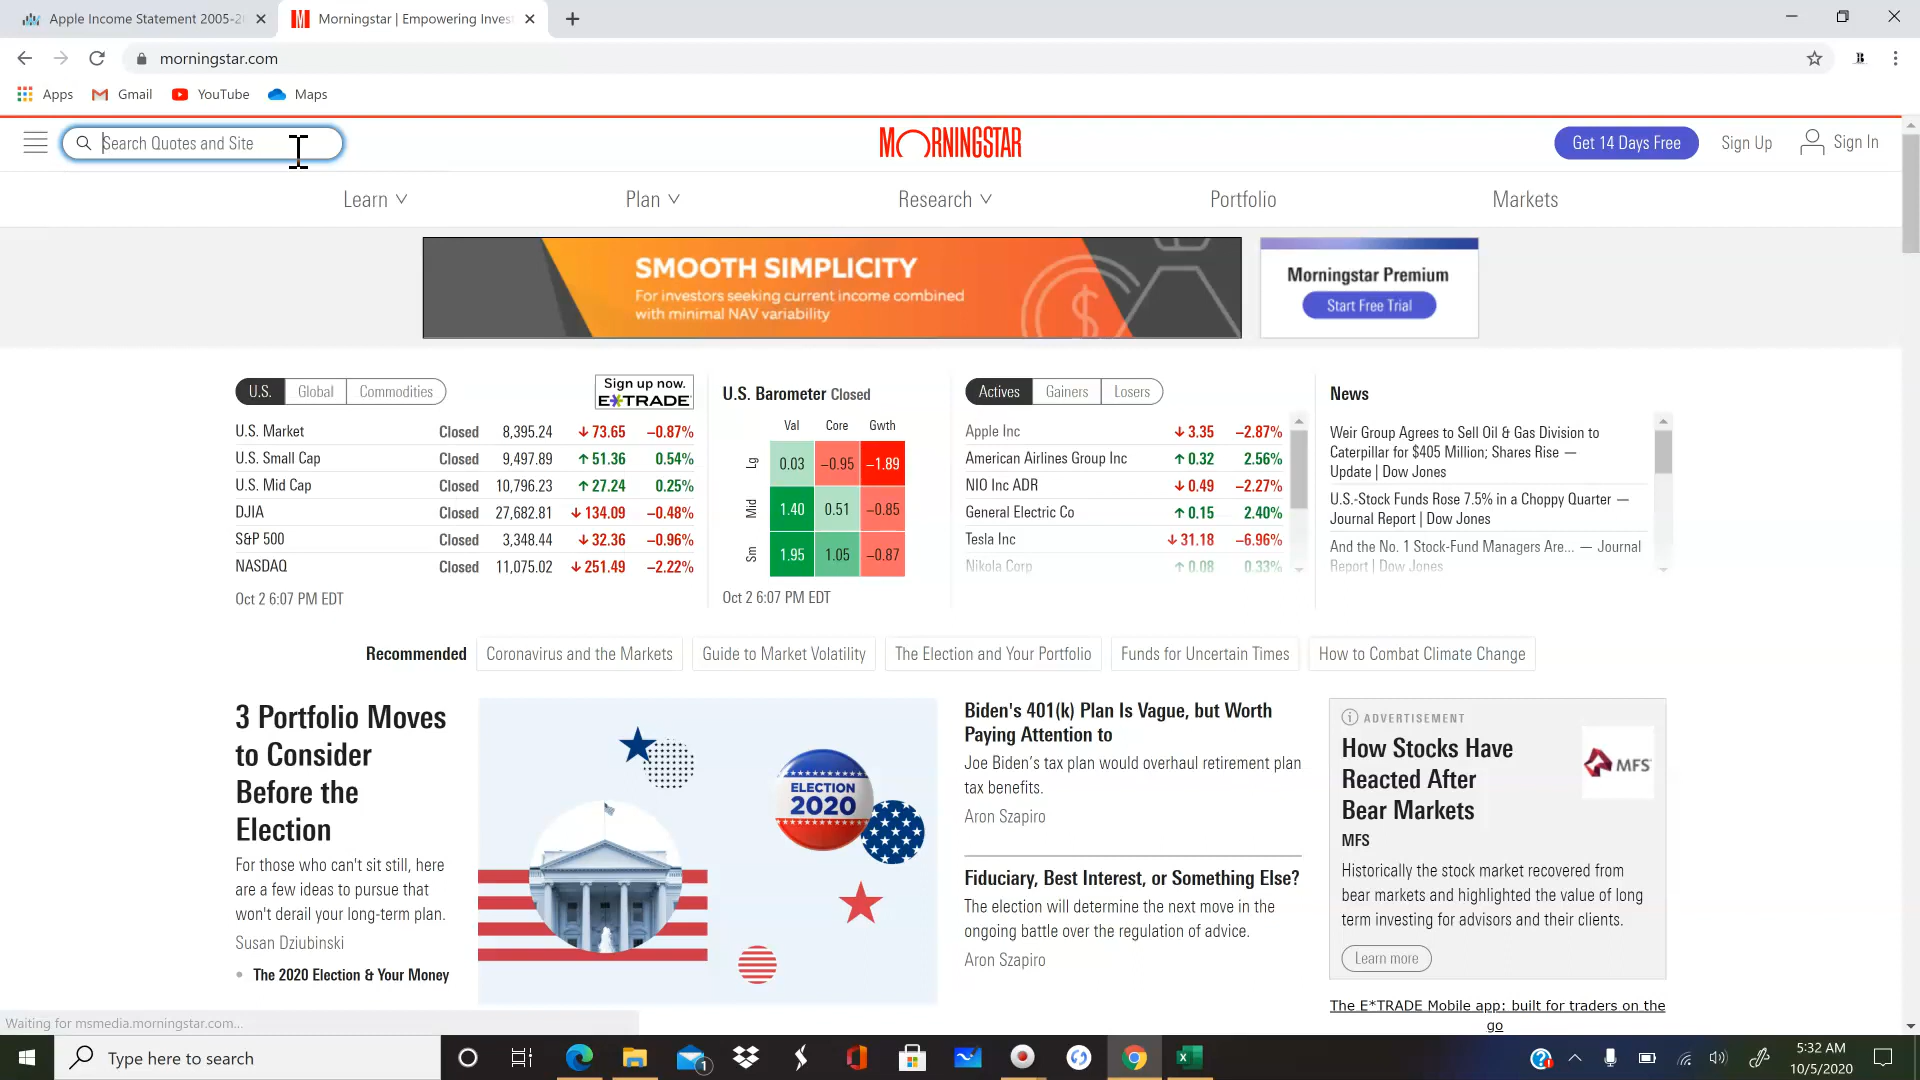 Apple Income Statement 2005-2
Morningstar | Empowering Inves
morningstar.com
Apps
Gmail
YouTube
Maps
Search Quotes and Site
MORNINGSTAR
Get 14 Days Free
Sign Up
Sign In
Learn
Plan
Research
Portfolio
Markets
SMOOTH SIMPLICITY
For investors seeking current income combined
with minimal NAV variability
Morningstar Premium
Start Free Trial
U.S. Global Commodities
Sign up now.
E*TRADE
U.S. Market Closed 8,395.24 ↓ 73.65 −0.87%
U.S. Small Cap Closed 9,497.89 ↑ 51.36 0.54%
U.S. Mid Cap Closed 10,796.23 ↑ 27.24 0.25%
DJIA Closed 27,682.81 ↓ 134.09 −0.48%
S&P 500 Closed 3,348.44 ↓ 32.36 −0.96%
NASDAQ Closed 11,075.02 ↓ 251.49 −2.22%
Oct 2 6:07 PM EDT
U.S. Barometer Closed
Val Core Gwth
Lg 0.03 −0.95 −1.89
Mid 1.40 0.51 −0.85
Sm 1.95 1.05 −0.87
Oct 2 6:07 PM EDT
Actives Gainers Losers
Apple Inc ↓ 3.35 −2.87%
American Airlines Group Inc ↑ 0.32 2.56%
NIO Inc ADR ↓ 0.49 −2.27%
General Electric Co ↑ 0.15 2.40%
Tesla Inc ↓ 31.18 −6.96%
Nikola Corp ↑ 0.08 0.33%
News
Weir Group Agrees to Sell Oil & Gas Division to
Caterpillar for $405 Million; Shares Rise —
Update | Dow Jones
U.S.-Stock Funds Rose 7.5% in a Choppy Quarter —
Journal Report | Dow Jones
And the No. 1 Stock-Fund Managers Are... — Journal
Report | Dow Jones
Recommended
Coronavirus and the Markets
Guide to Market Volatility
The Election and Your Portfolio
Funds for Uncertain Times
How to Combat Climate Change
3 Portfolio Moves
to Consider
Before the
Election
For those who can't sit still, here
are a few ideas to pursue that
won't derail your long-term plan.
Susan Dziubinski
• The 2020 Election & Your Money
ELECTION
2020
Biden's 401(k) Plan Is Vague, but Worth
Paying Attention to
Joe Biden's tax plan would overhaul retirement plan
tax benefits.
Aron Szapiro
Fiduciary, Best Interest, or Something Else?
The election will determine the next move in the
ongoing battle over the regulation of advice.
Aron Szapiro
ADVERTISEMENT
How Stocks Have
Reacted After
Bear Markets
MFS
MFS
Historically the stock market recovered from
bear markets and highlighted the value of long
term investing for advisors and their clients.
Learn more
The E*TRADE Mobile app: built for traders on the
go
Waiting for msmedia.morningstar.com...
Type here to search
1
5:32 AM
10/5/2020